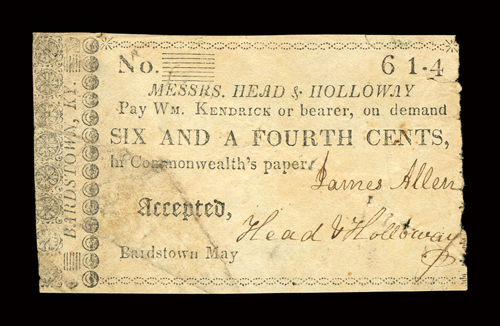 BARDSTOWN, KY.
No. 6 1-4
MESSRS. HEAD & HOLLOWAY
Pay WM. KENDRICK or bearer, on demand
SIX AND A FOURTH CENTS,
In Commonwealth's paper.
James Allen
Accepted,
Head & Holloway
Bardstown May